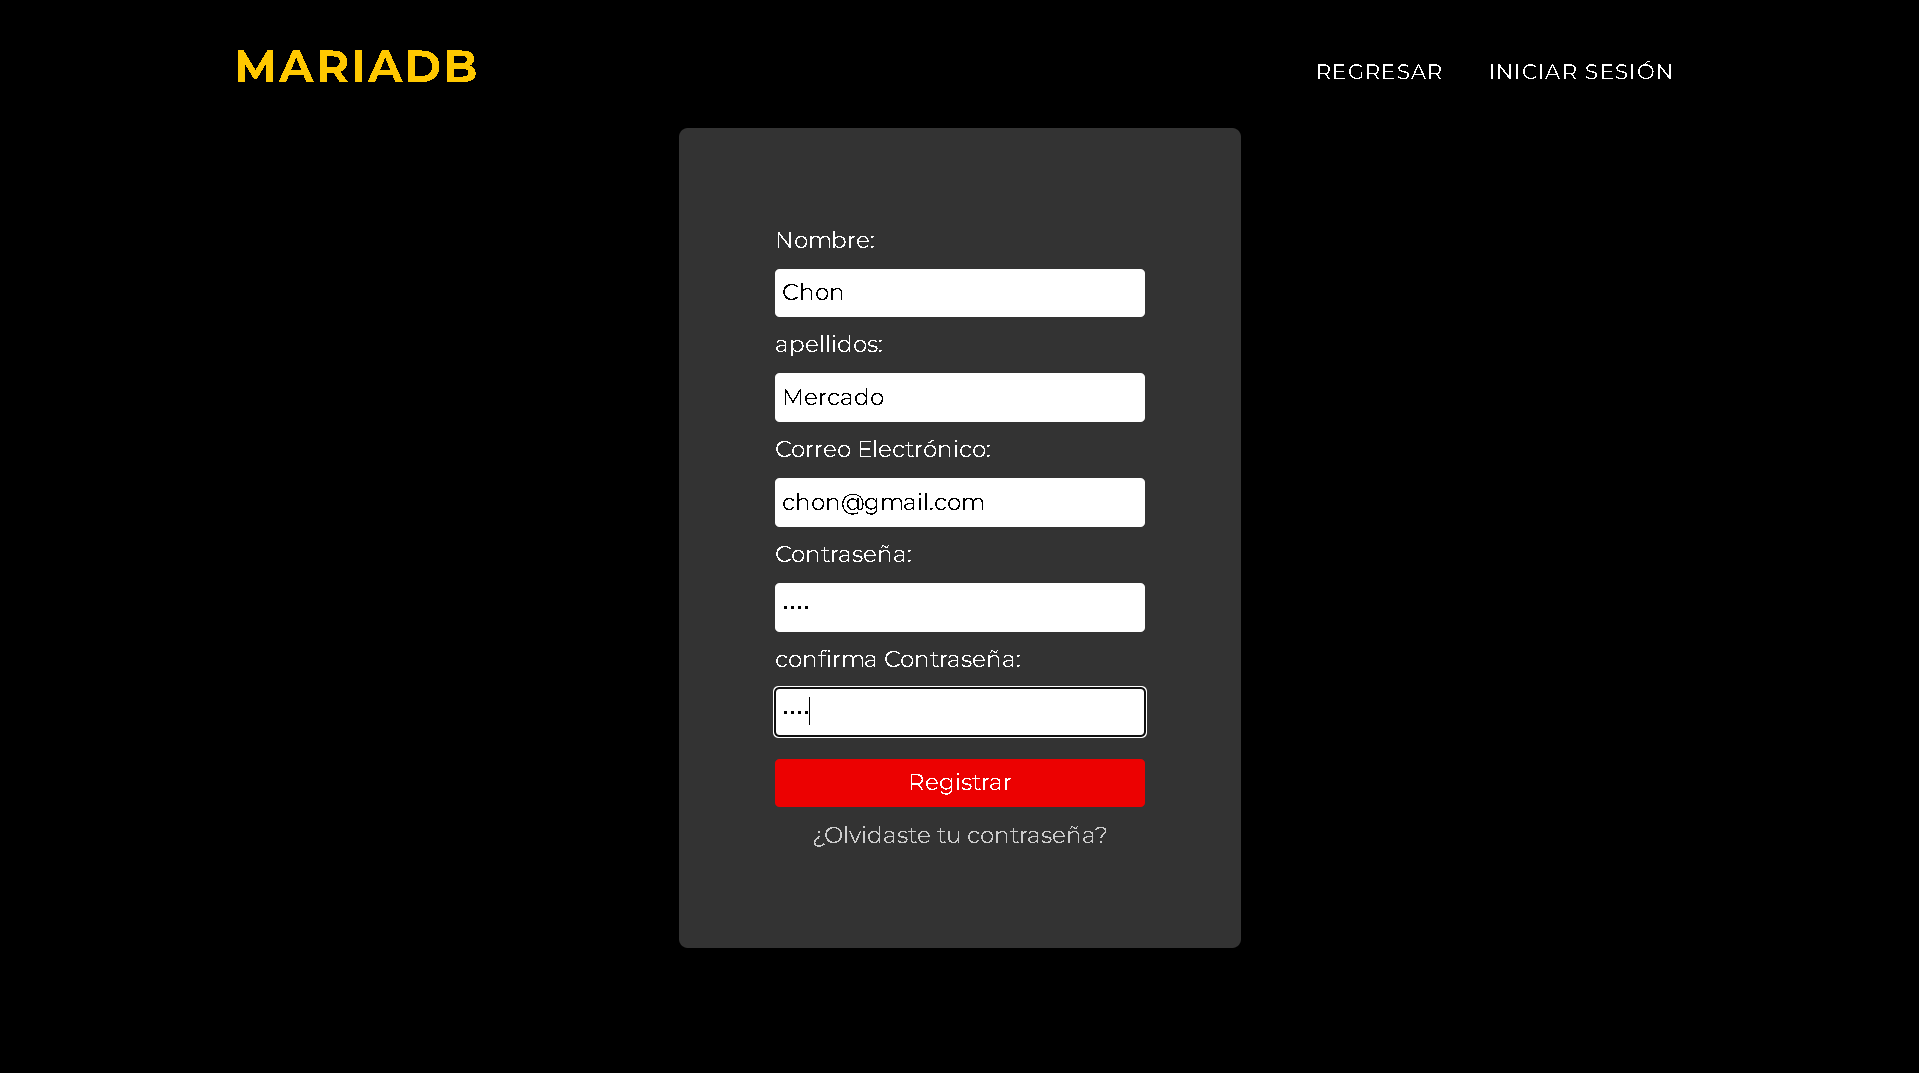 MARIADB
REGRESAR INICIAR SESIÓN
Nombre:
Chon
apellidos:
Mercado
Correo Electrónico:
chon@gmail.com
Contraseña:
····
confirma Contraseña:
····
Registrar
¿Olvidaste tu contraseña?